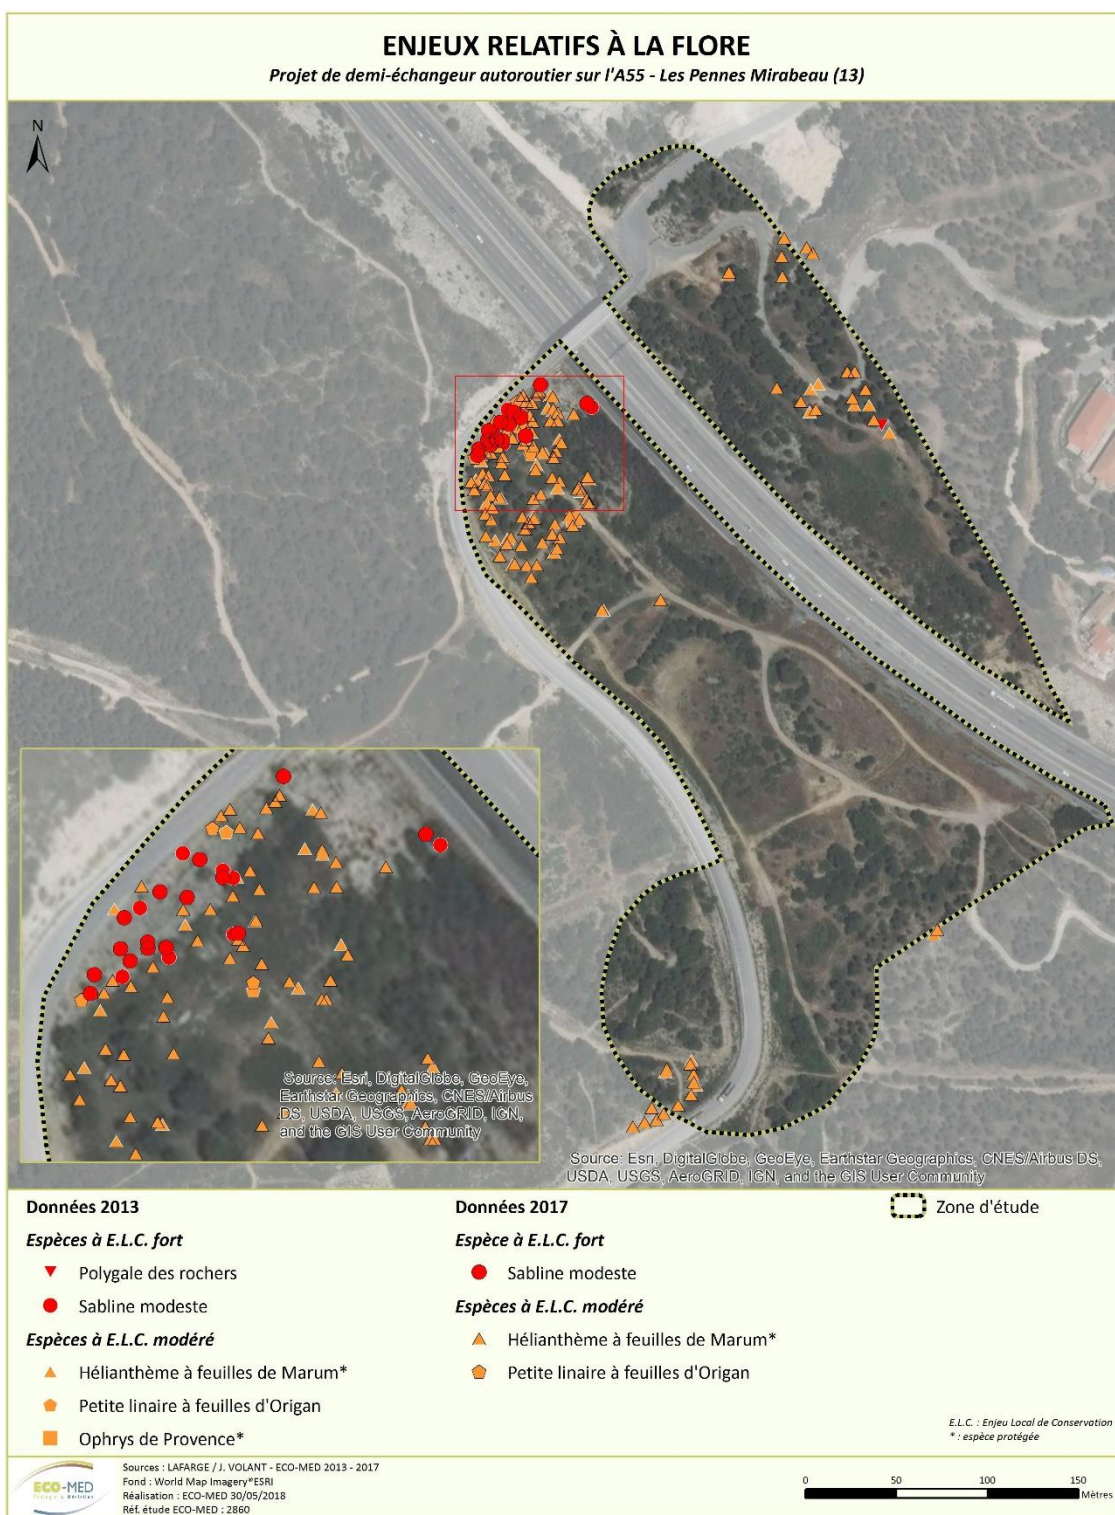 ENJEUX RELATIFS À LA FLORE
Projet de demi-échangeur autoroutier sur l'A55 - Les Pennes Mirabeau (13)
N
Source: Esri, DigitalGlobe, GeoEye,
Earthstar Geographics, CNES/Airbus
DS, USDA, USGS, AeroGRID, IGN,
and the GIS User Community
Source: Esri, DigitalGlobe, GeoEye, Earthstar Geographics, CNES/Airbus DS,
USDA, USGS, AeroGRID, IGN, and the GIS User Community
Données 2013
Espèces à E.L.C. fort
Polygale des rochers
Sabline modeste
Espèces à E.L.C. modéré
Hélianthème à feuilles de Marum*
Petite linaire à feuilles d'Origan
Ophrys de Provence*
Données 2017
Espèce à E.L.C. fort
Sabline modeste
Espèces à E.L.C. modéré
Hélianthème à feuilles de Marum*
Petite linaire à feuilles d'Origan
Zone d'étude
E.L.C. : Enjeu Local de Conservation
* : espèce protégée
ECO-MED
Sources : LAFARGE / J. VOLANT - ECO-MED 2013 - 2017
Fond : World Map Imagery®ESRI
Réalisation : ECO-MED 30/05/2018
Réf. étude ECO-MED : 2860
0 50 100 150
Mètres